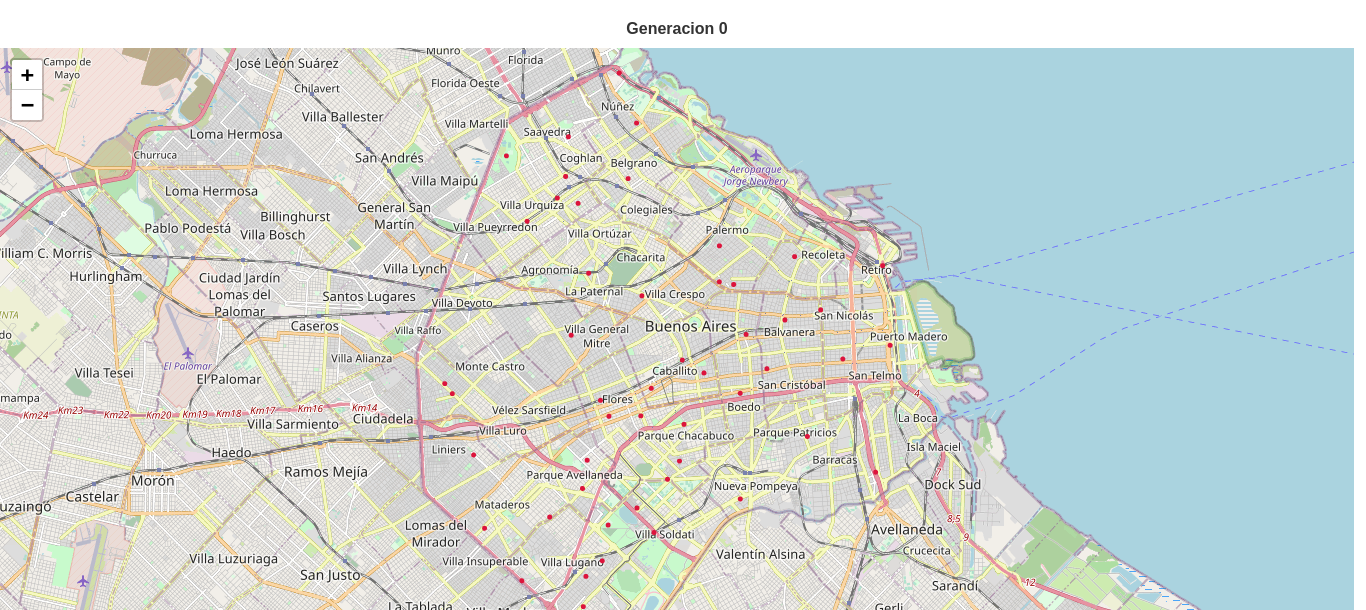 Generacion 0
+
−
Campo de
Mayo
José León Suárez
Munro
Florida
Chilavert
Florida Oeste
Villa Ballester
Núñez
Villa Martelli
Loma Hermosa
Saavedra
Churruca
San Andrés
Coghlan
Belgrano
Aeroparque
Jorge Newbery
Villa Maipú
Loma Hermosa
General San
Martín
Villa Urquiza
Colegiales
Billinghurst
Pablo Podestá
Villa Bosch
Villa Pueyrredon
Villa Ortúzar
Palermo
William C. Morris
Chacarita
Recoleta
Hurlingham
Ciudad Jardín
Lomas del
Palomar
Villa Lynch
Agronomía
Retiro
Santos Lugares
La Paternal
Villa Crespo
Villa Devoto
San Nicolás
Caseros
Villa Raffo
Villa General
Mitre
Buenos Aires
Balvanera
Puerto Madero
Villa Alianza
El Palomar
Monte Castro
Caballito
Villa Tesei
El Palomar
San Telmo
San Cristóbal
Km24
Km23
Km22
Km20
Km19
Km18
Km17
Km16
Km14
Flores
4
Vélez Sarsfield
Boedo
Ciudadela
La Boca
Villa Sarmiento
Villa Luro
Parque Chacabuco
Parque Patricios
Isla Maciel
Haedo
Liniers
Barracas
Ramos Mejía
Parque Avellaneda
7
Morón
Nueva Pompeya
Dock Sud
Castelar
Mataderos
8,5
Lomas del
Mirador
Villa Soldati
Avellaneda
9
Villa Luzuriaga
Villa Insuperable
Villa Lugano
Valentín Alsina
Crucecita
San Justo
12
Sarandí
La Tablada
Gerli